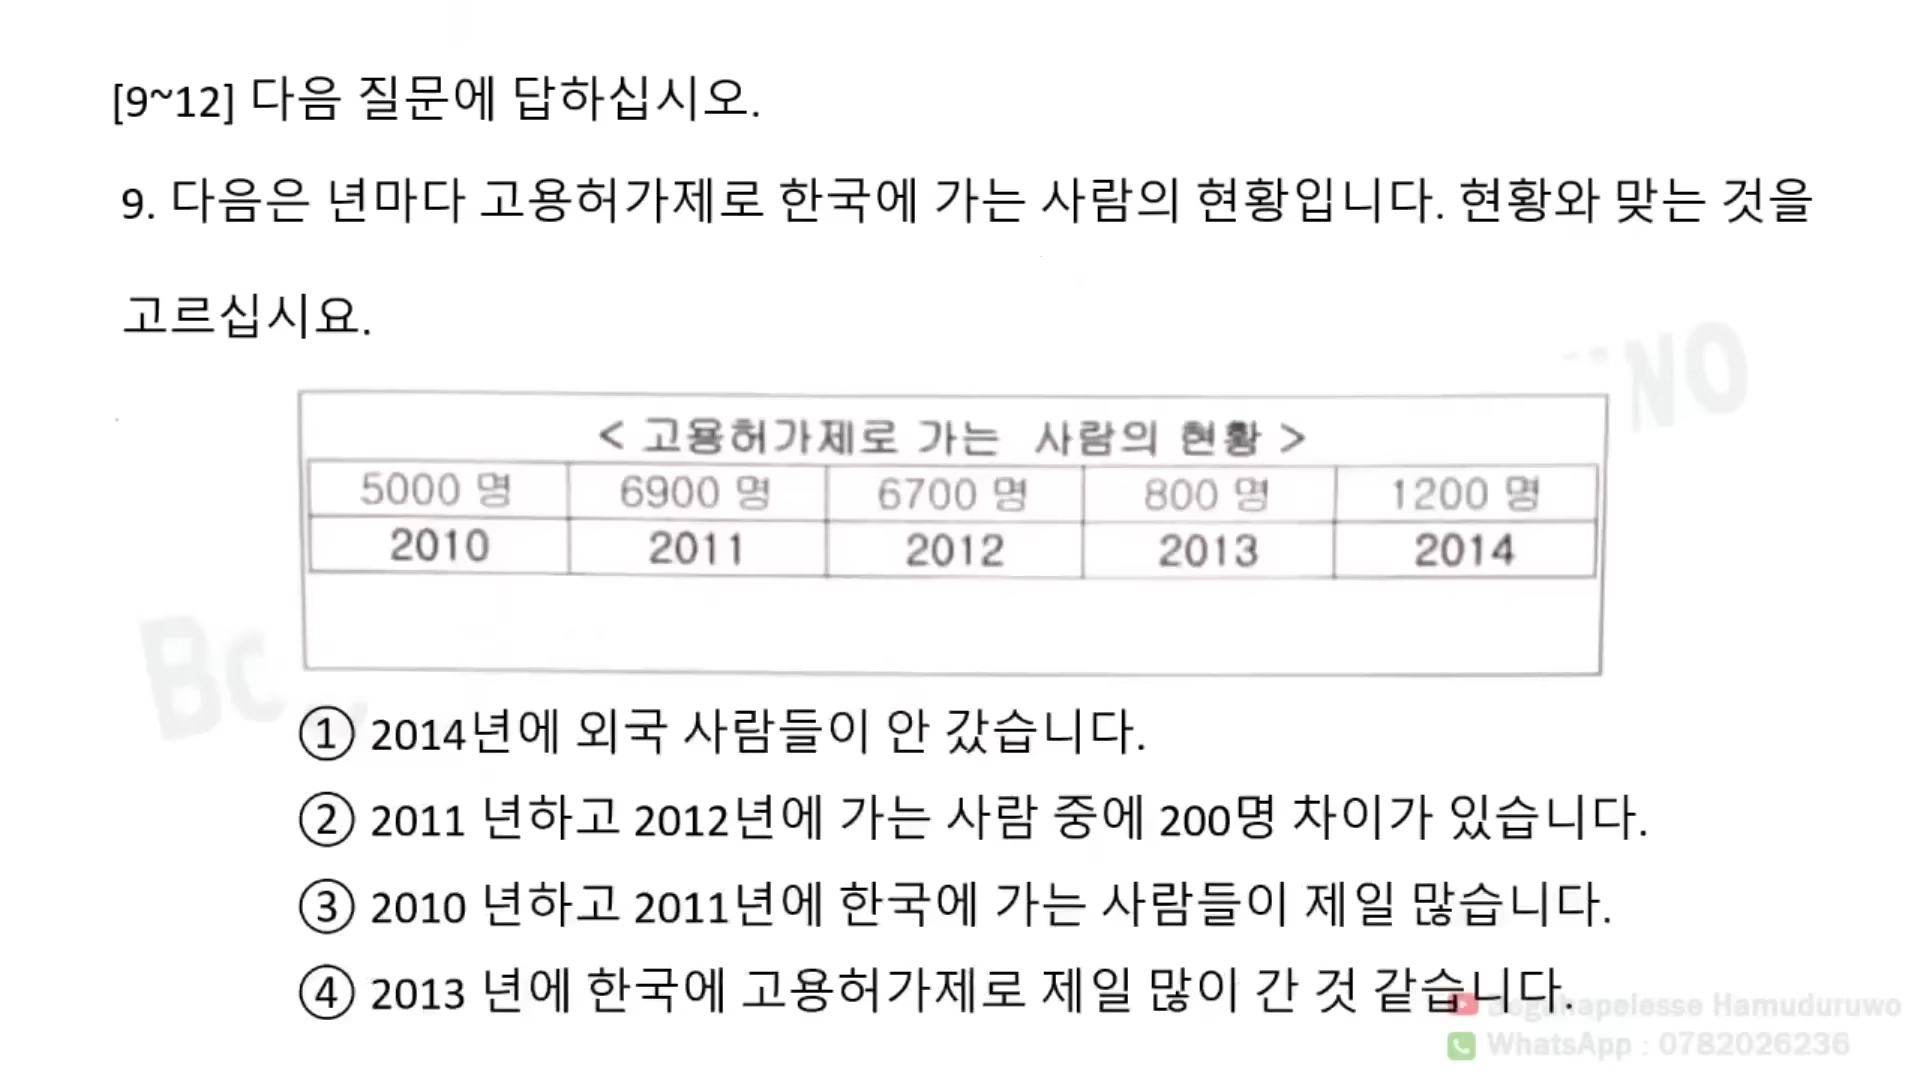 [9~12] 다음 질문에 답하십시오.
9. 다음은 년마다 고용허가제로 한국에 가는 사람의 현황입니다. 현황와 맞는 것을
고르십시요.
< 고용허가제로 가는 사람의 현황 >
5000 명 6900 명 6700 명 800 명 1200 명
2010 2011 2012 2013 2014
① 2014년에 외국 사람들이 안 갔습니다.
② 2011 년하고 2012년에 가는 사람 중에 200명 차이가 있습니다.
③ 2010 년하고 2011년에 한국에 가는 사람들이 제일 많습니다.
④ 2013 년에 한국에 고용허가제로 제일 많이 간 것 같습니다.
Hamuduruwo
WhatsApp : 0782026236